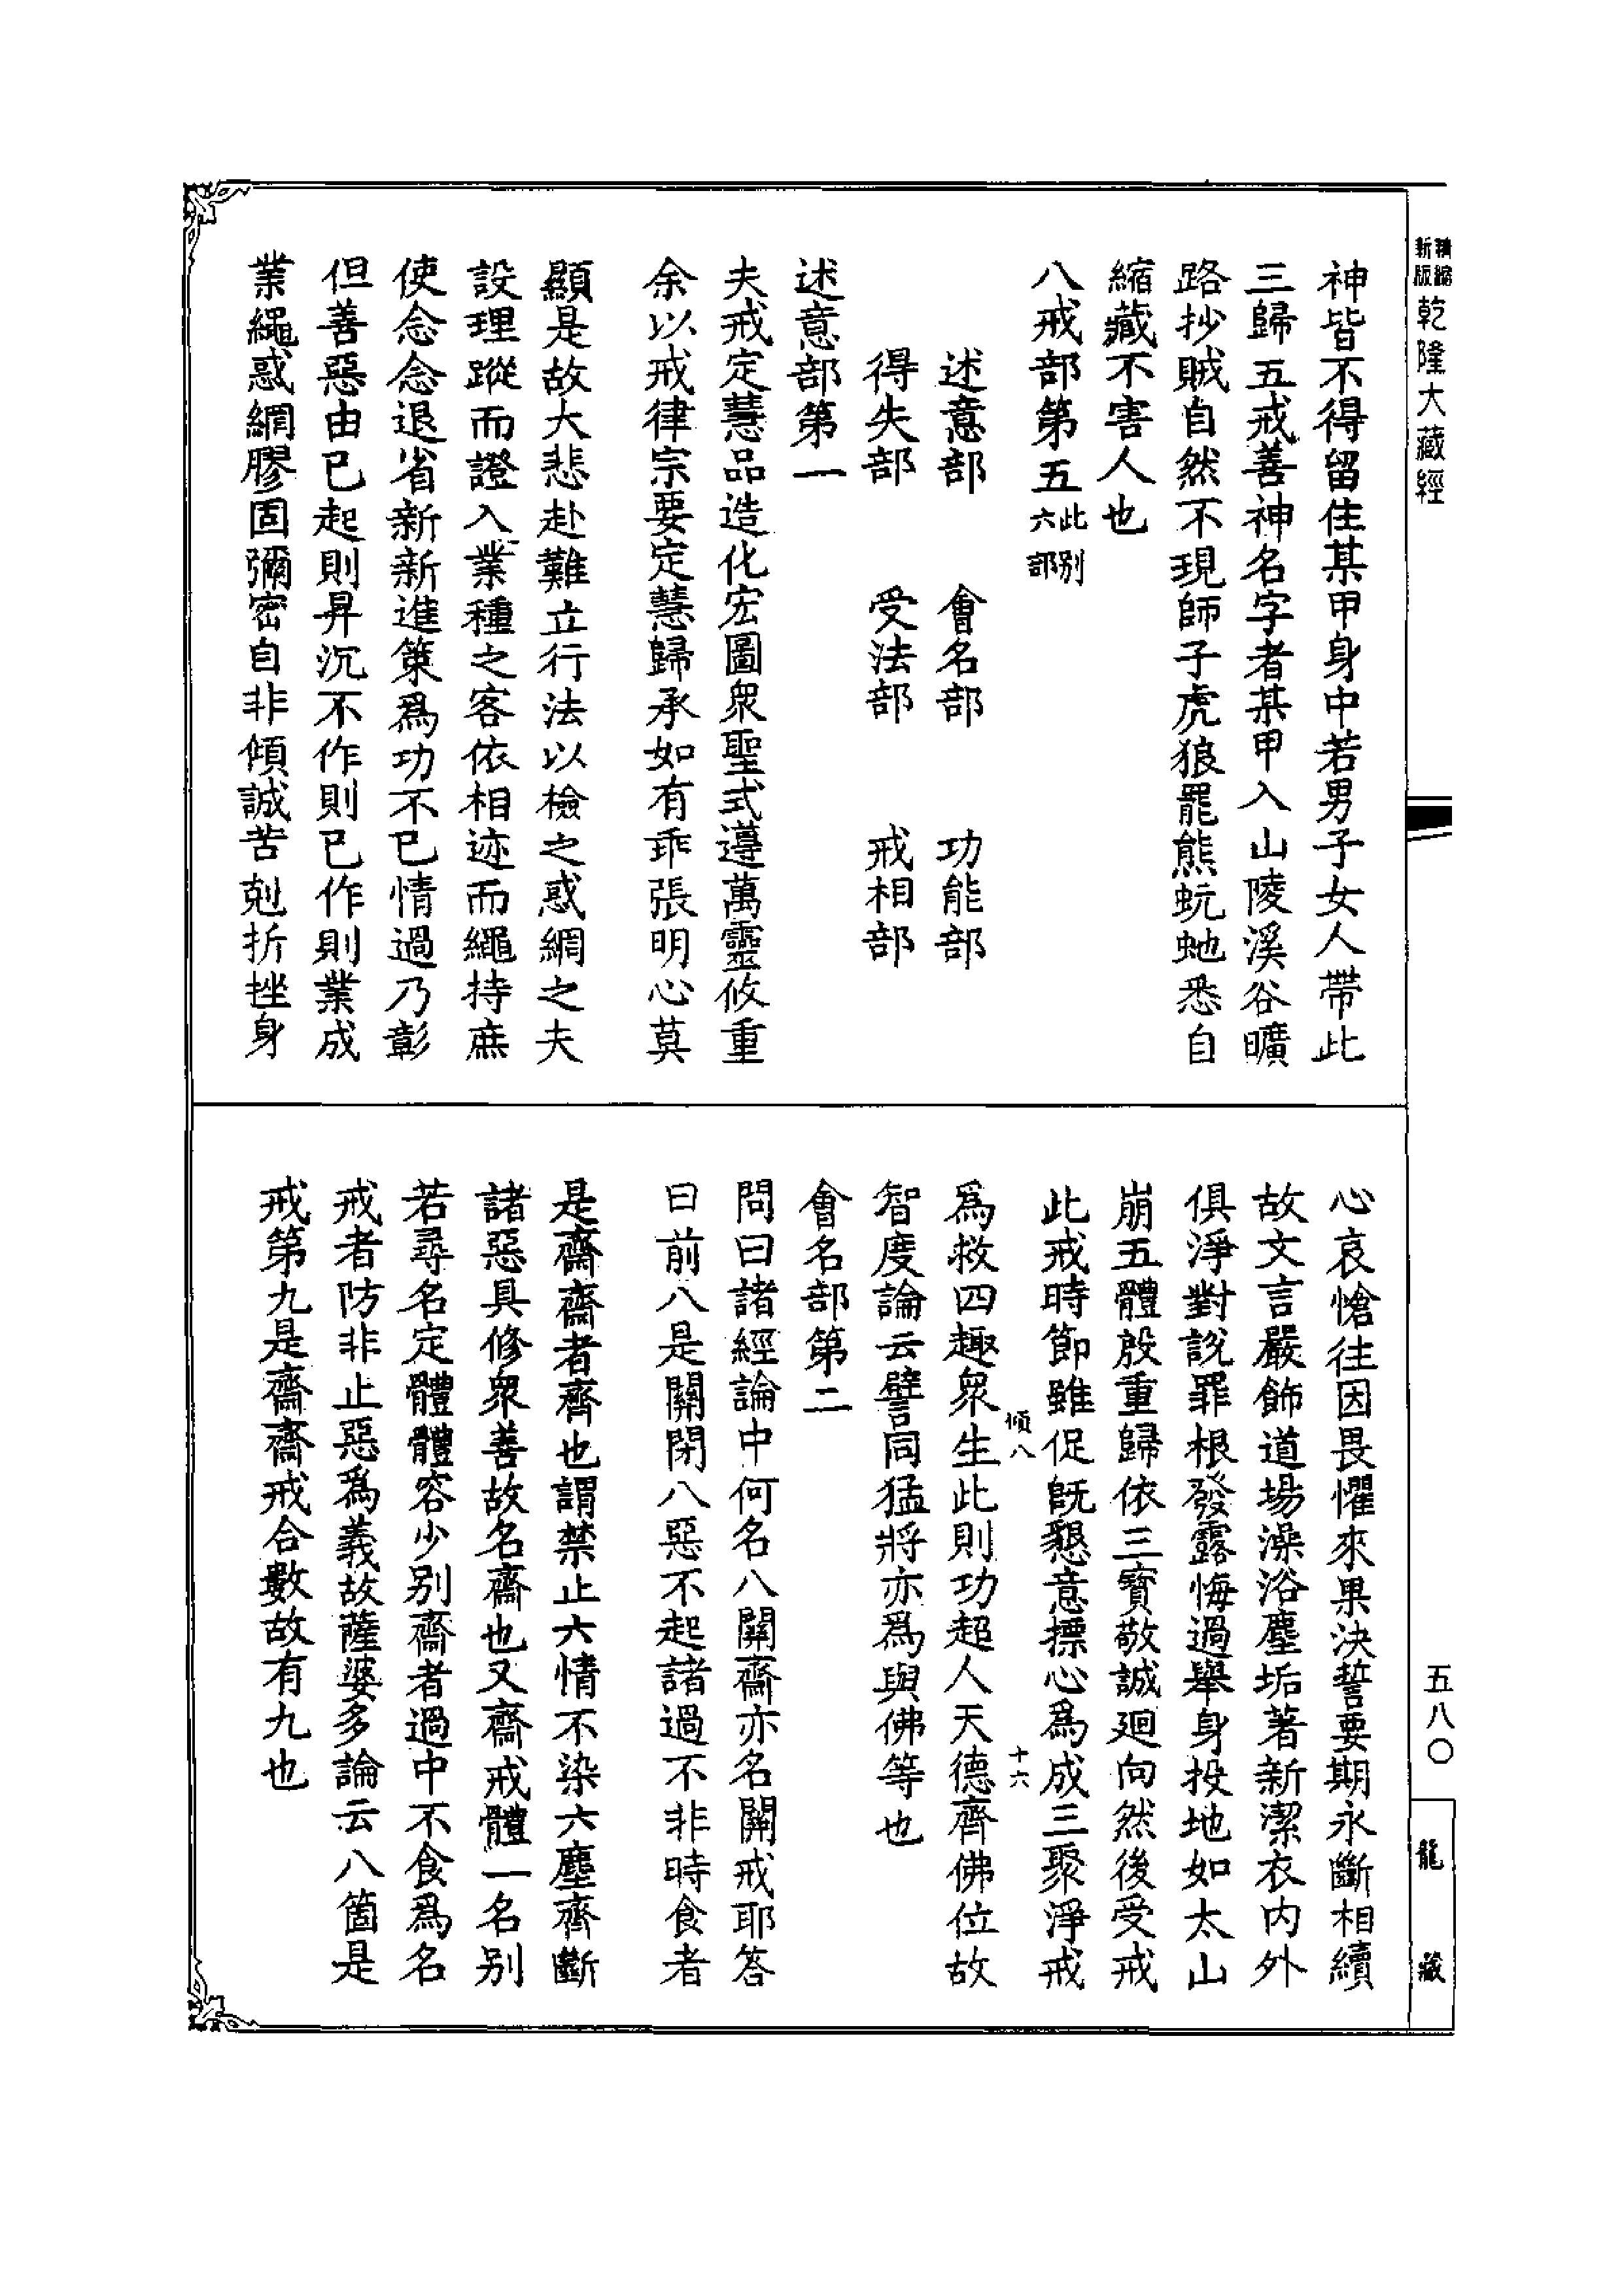 精縮新版乾隆大藏經
神皆不得留住某甲身中若男子女人帶此
三歸五戒善神名字者某甲入山陵溪谷曠
路抄賊自然不現師子虎狼羆熊蚖虵悉自
縮藏不害人也
八戒部第五此別六部
述意部 會名部 功能部
得失部 受法部 戒相部
述意部第一
夫戒定慧品造化宏圖衆聖式遵萬靈攸重
余以戒律宗要定慧歸承如有乖張明心莫
顯是故大悲赴難立行法以檢之惑網之夫
設理蹤而證入業種之客依相迹而繩持庶
使念念退省新新進策爲功不已情過乃彰
但善惡由已起則昇沉不作則已作則業成
業繩惑網膠固彌密自非傾誠苦剋折挫身
心哀愴往因畏懼來果決誓要期永斷相續
故文言嚴飾道場澡浴塵垢著新潔衣内外
俱淨對說罪根發露悔過舉身投地如太山
崩五體殷重歸依三寶敬誠廻向然後受戒
此戒時節雖促旣懇意摽心爲成三聚淨戒
傾八 十六
爲救四趣衆生此則功超人天德齊佛位故
智度論云譬同猛將亦爲與佛等也
會名部第二
問曰諸經論中何名八關齋亦名關戒耶答
曰前八是關閉八惡不起諸過不非時食者
是齋齋者齊也謂禁止六情不染六塵齊斷
諸惡具修衆善故名齋也又齋戒體一名别
若尋名定體體容少别齋者過中不食爲名
戒者防非止惡爲義故薩婆多論云八箇是
戒第九是齋齋戒合數故有九也
五八〇
龍藏